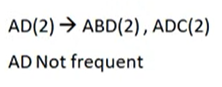 AD(2) → ABD(2), ADC(2)
AD Not frequent